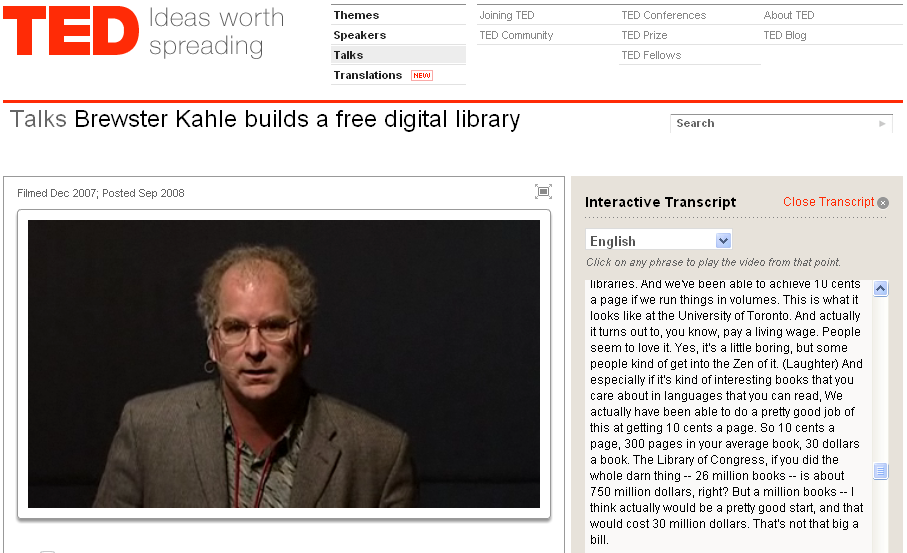 TED Ideas worth
spreading
Themes
Speakers
Talks
Translations NEW
Joining TED
TED Community
TED Conferences
TED Prize
TED Fellows
About TED
TED Blog
Talks Brewster Kahle builds a free digital library
Search
Filmed Dec 2007; Posted Sep 2008
Interactive Transcript
Close Transcript
English
Click on any phrase to play the video from that point.
libraries. And we've been able to achieve 10 cents
a page if we run things in volumes. This is what it
looks like at the University of Toronto. And actually
it turns out to, you know, pay a living wage. People
seem to love it. Yes, it's a little boring, but some
people kind of get into the Zen of it. (Laughter) And
especially if it's kind of interesting books that you
care about in languages that you can read, We
actually have been able to do a pretty good job of
this at getting 10 cents a page. So 10 cents a
page, 300 pages in your average book, 30 dollars
a book. The Library of Congress, if you did the
whole darn thing -- 26 million books -- is about
750 million dollars, right? But a million books -- I
think actually would be a pretty good start, and that
would cost 30 million dollars. That's not that big a
bill.